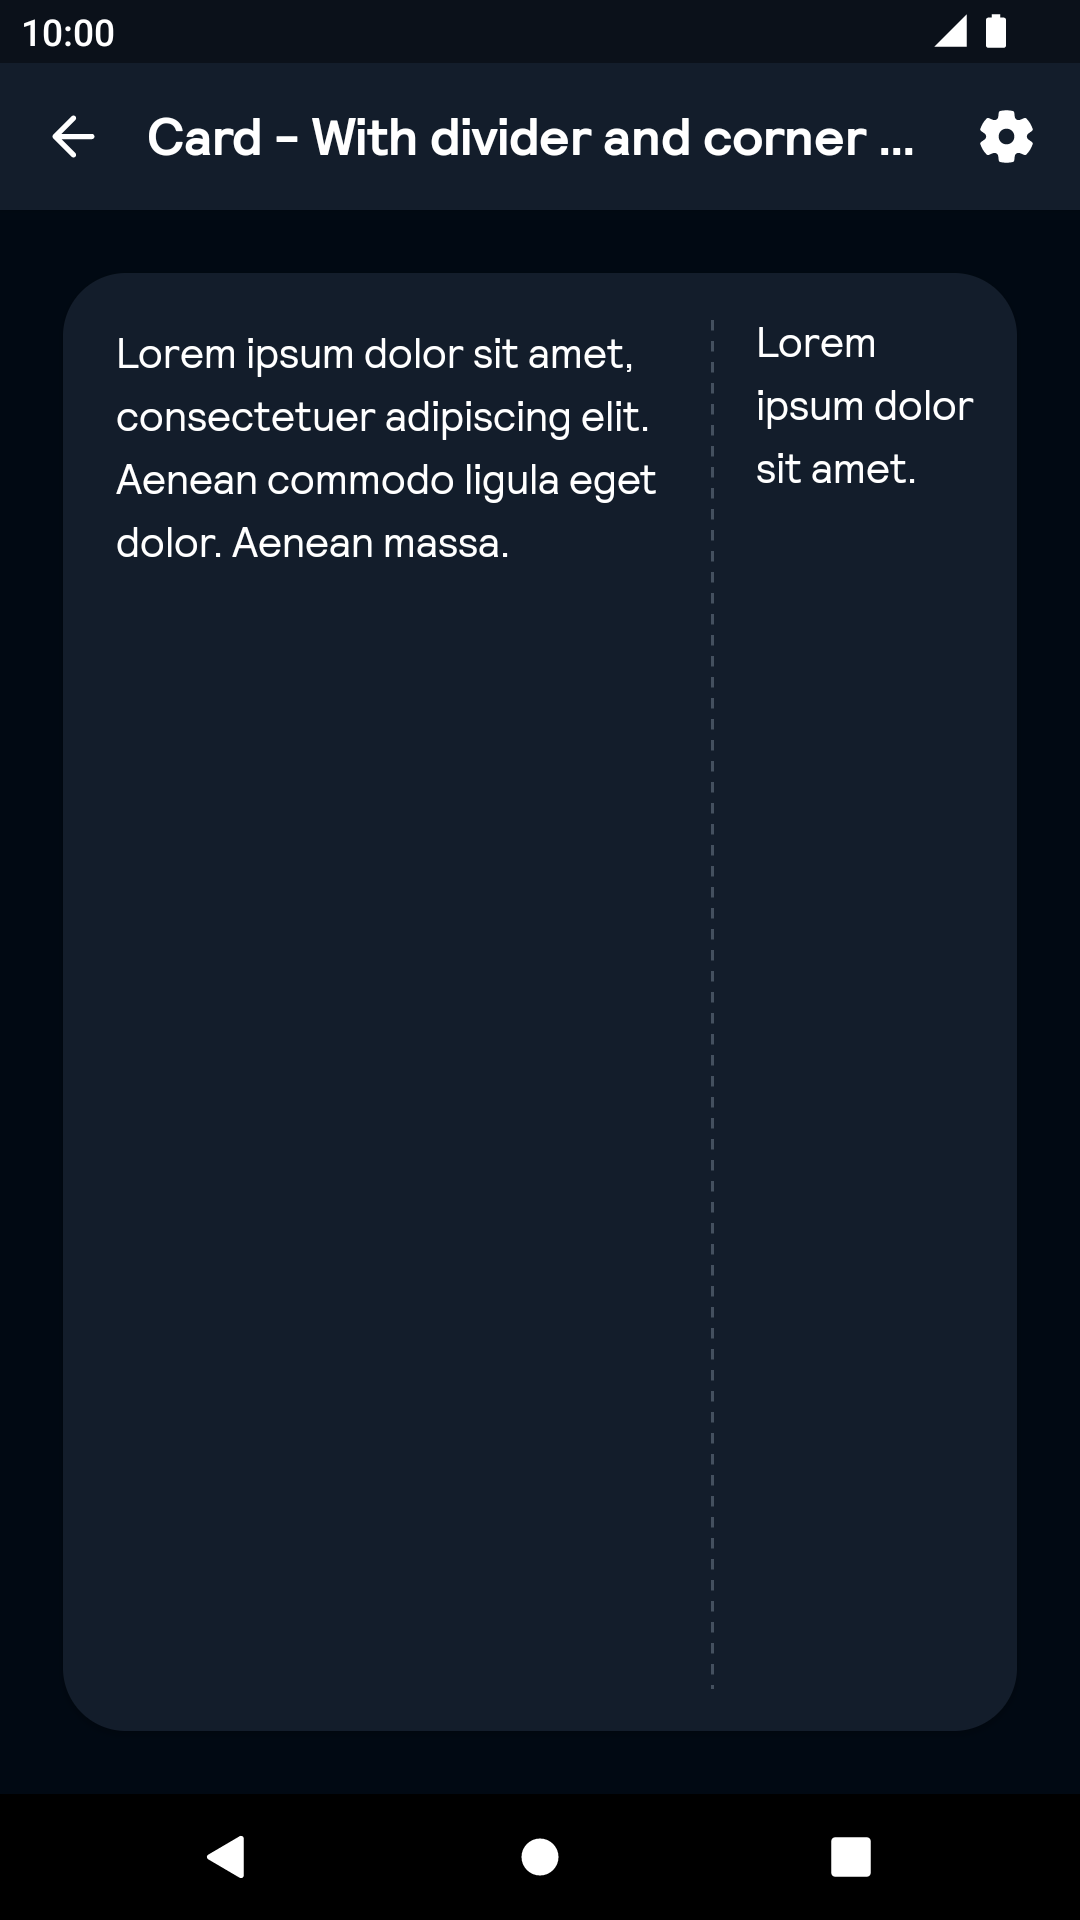 10:00
Card - With divider and corner ...
Lorem ipsum dolor sit amet,
consectetuer adipiscing elit.
Aenean commodo ligula eget
dolor. Aenean massa.
Lorem
ipsum dolor
sit amet.